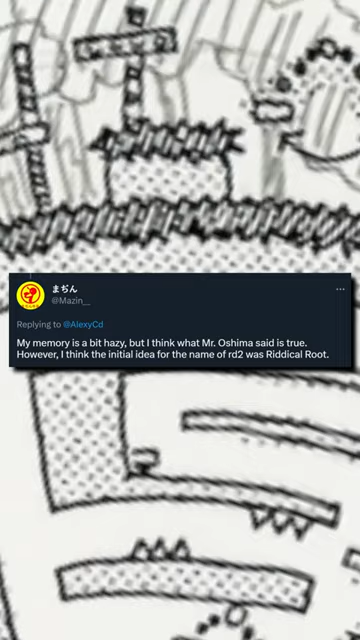 まぢん
@Mazin__
Replying to @AlexyCd
My memory is a bit hazy, but I think what Mr. Oshima said is true.
However, I think the initial idea for the name of rd2 was Riddical Root.